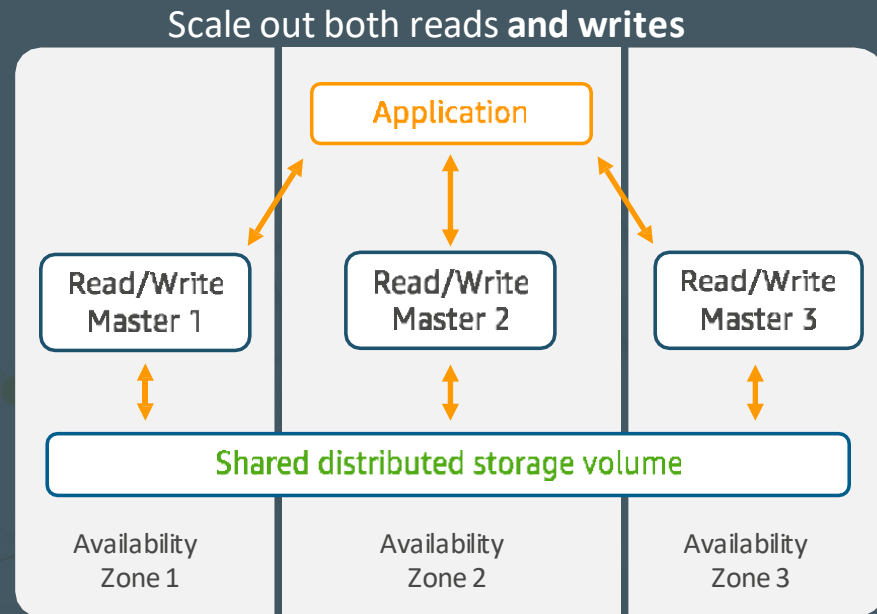 Scale out both reads and writes
Application
Read/Write
Master 1
Read/Write
Master 2
Read/Write
Master 3
Shared distributed storage volume
Availability
Zone 1
Availability
Zone 2
Availability
Zone 3